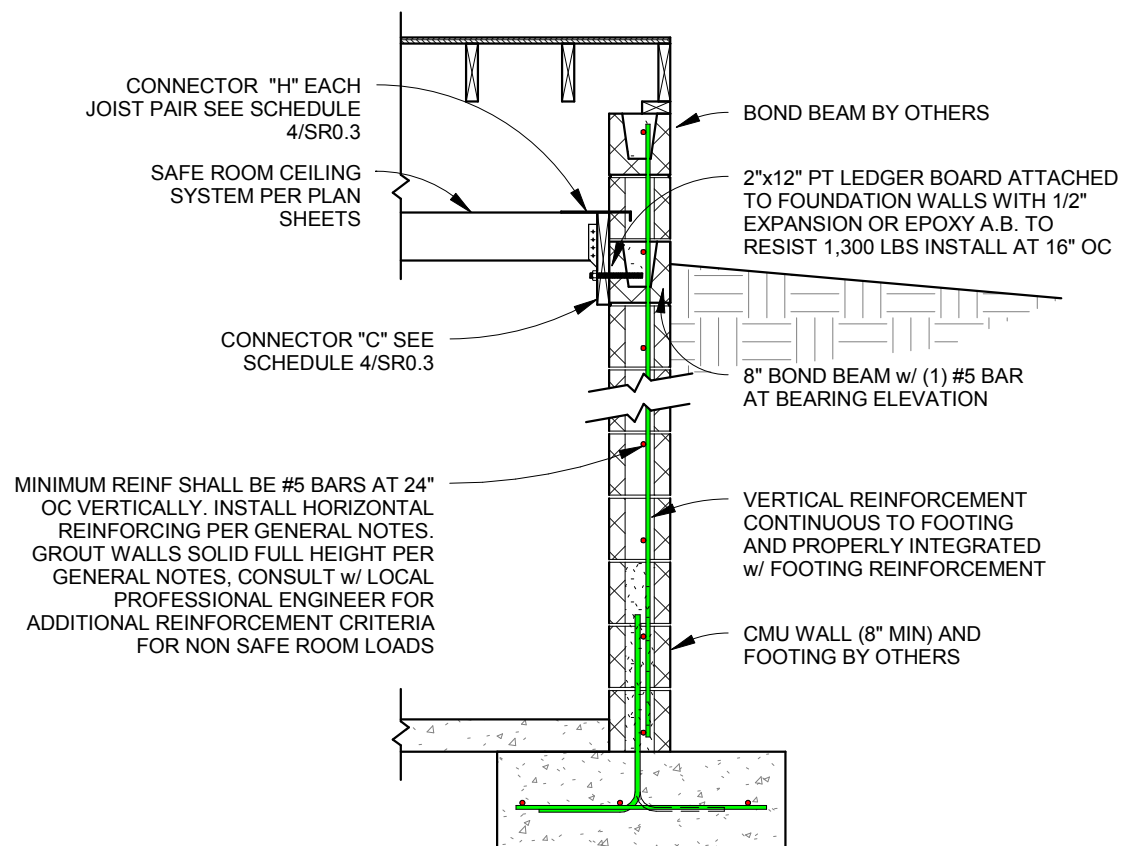 CONNECTOR "H" EACH
JOIST PAIR SEE SCHEDULE
4/SR0.3
SAFE ROOM CEILING
SYSTEM PER PLAN
SHEETS
CONNECTOR "C" SEE
SCHEDULE 4/SR0.3
MINIMUM REINF SHALL BE #5 BARS AT 24"
OC VERTICALLY. INSTALL HORIZONTAL
REINFORCING PER GENERAL NOTES.
GROUT WALLS SOLID FULL HEIGHT PER
GENERAL NOTES, CONSULT w/ LOCAL
PROFESSIONAL ENGINEER FOR
ADDITIONAL REINFORCEMENT CRITERIA
FOR NON SAFE ROOM LOADS
BOND BEAM BY OTHERS
2"x12" PT LEDGER BOARD ATTACHED
TO FOUNDATION WALLS WITH 1/2"
EXPANSION OR EPOXY A.B. TO
RESIST 1,300 LBS INSTALL AT 16" OC
8" BOND BEAM w/ (1) #5 BAR
AT BEARING ELEVATION
VERTICAL REINFORCEMENT
CONTINUOUS TO FOOTING
AND PROPERLY INTEGRATED
w/ FOOTING REINFORCEMENT
CMU WALL (8" MIN) AND
FOOTING BY OTHERS